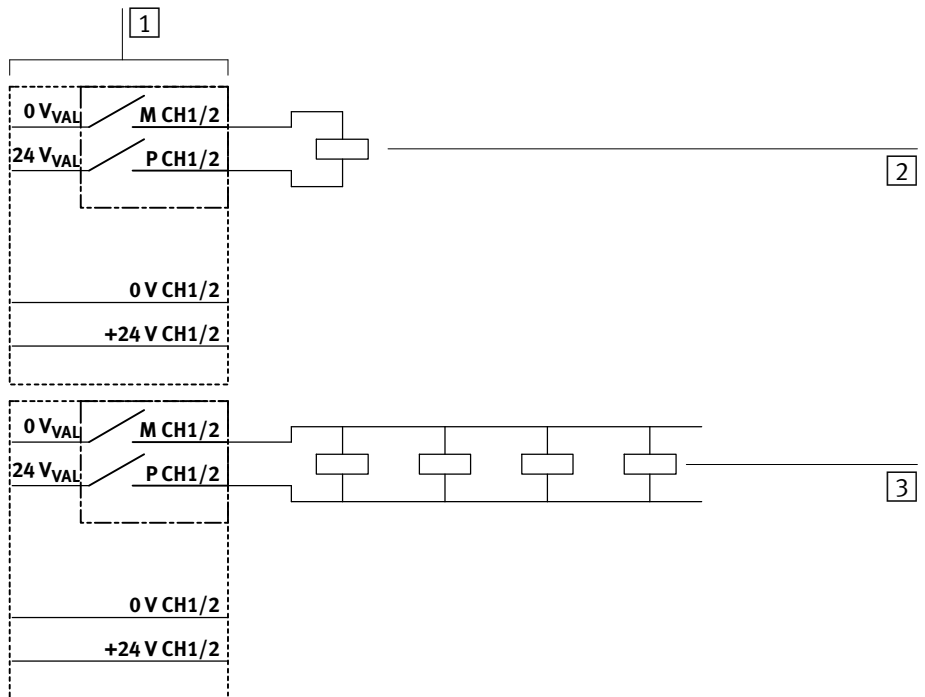 1
0 VVAL M CH1/2
24 VVAL P CH1/2
2
0 V CH1/2
+24 V CH1/2
0 VVAL M CH1/2
24 VVAL P CH1/2
3
0 V CH1/2
+24 V CH1/2